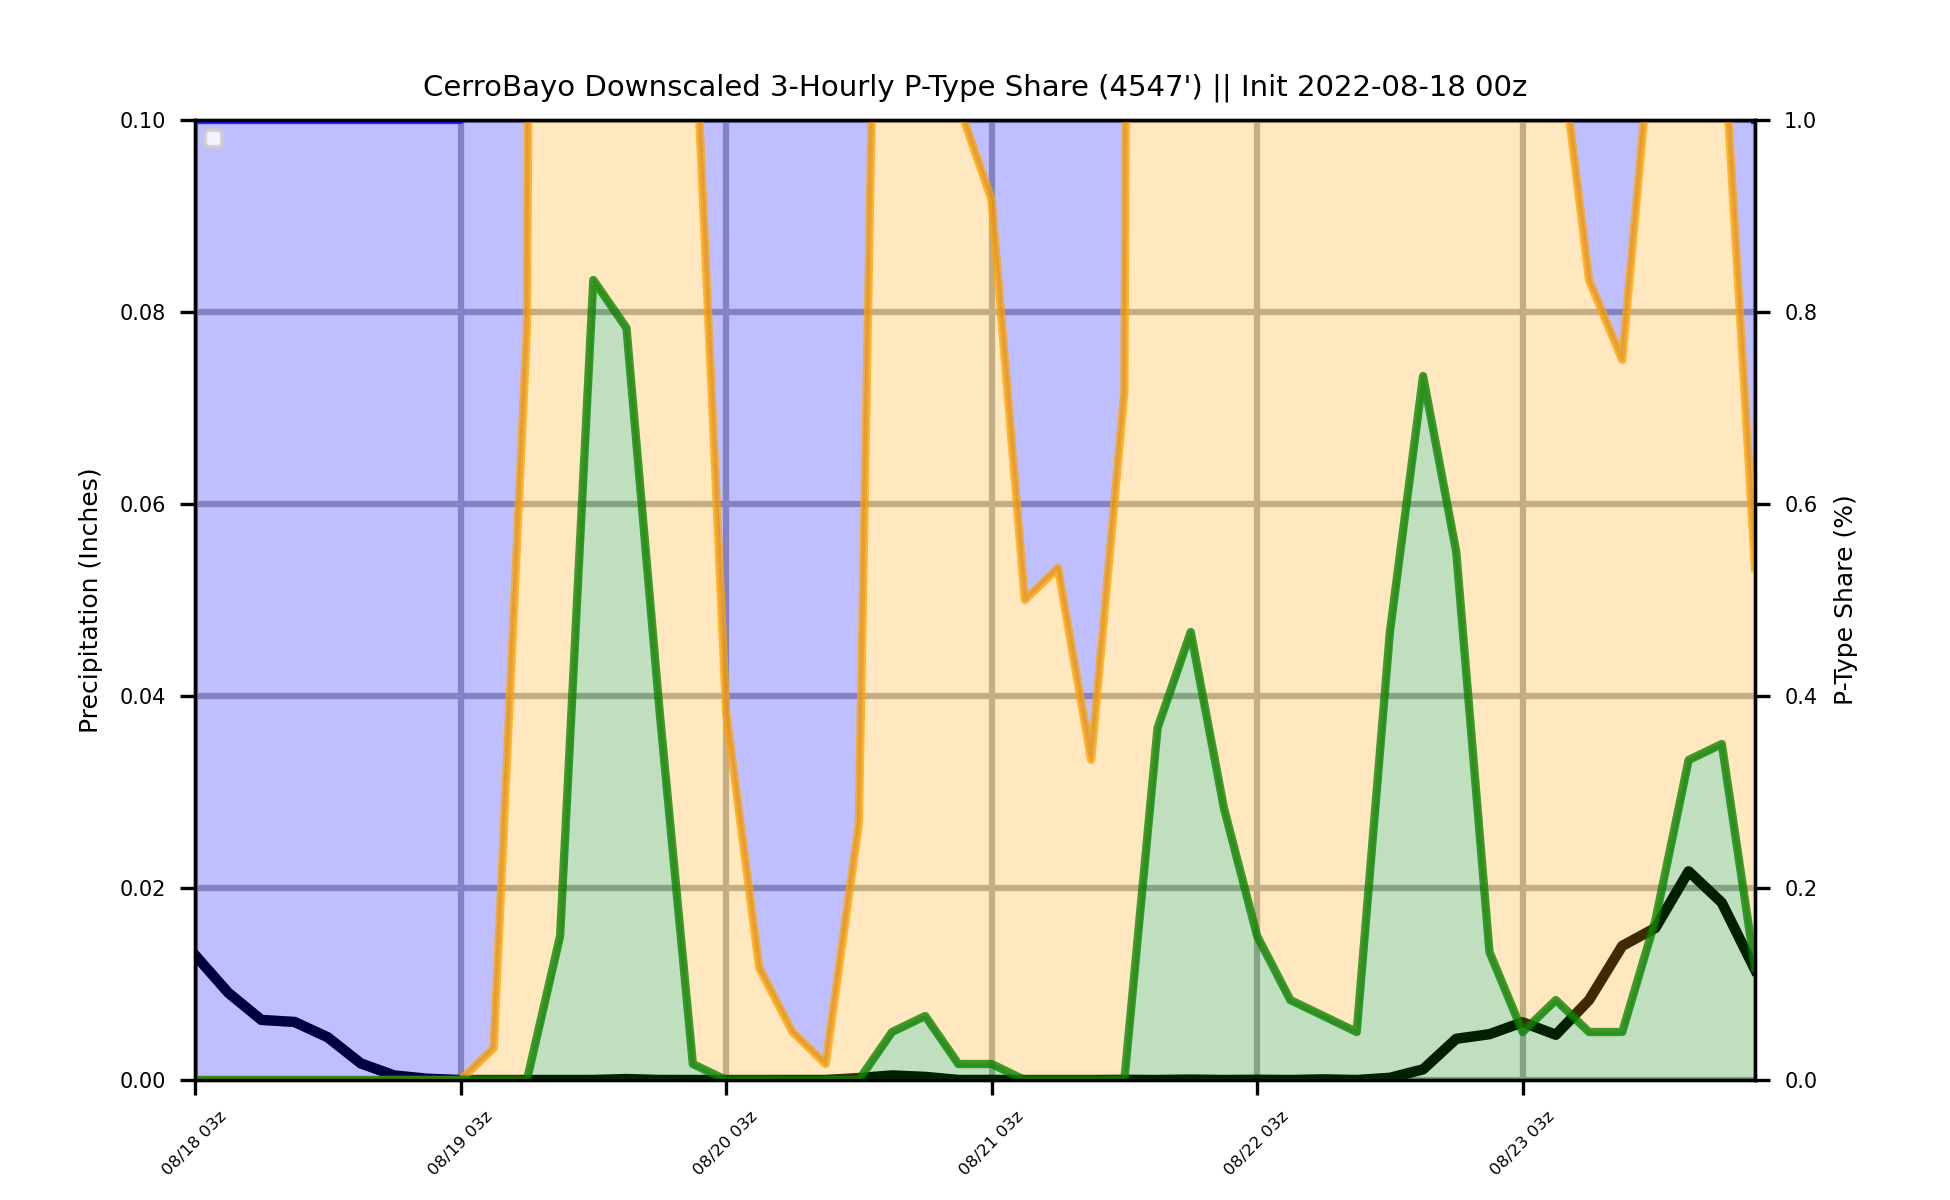 CerroBayo Downscaled 3-Hourly P-Type Share (4547') || Init 2022-08-18 00z
0.10
0.08
0.06
0.04
0.02
0.00
Precipitation (Inches)
1.0
0.8
0.6
0.4
0.2
0.0
P-Type Share (%)
08/18 03z
08/19 03z
08/20 03z
08/21 03z
08/22 03z
08/23 03z